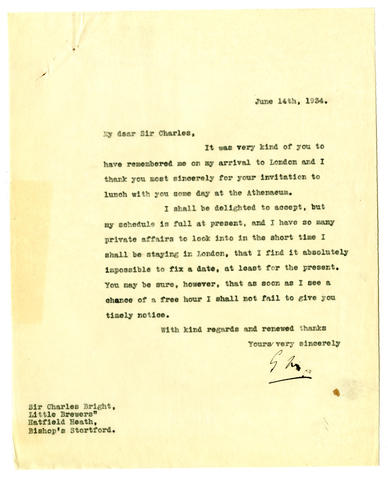 June 14th, 1934.
My dear Sir Charles,
It was very kind of you to
have remembered me on my arrival to London and I
thank you most sincerely for your invitation to
lunch with you some day at the Athenaeum.
I shall be delighted to accept, but
my schedule is full at present, and I have so many
private affairs to look into in the short time I
shall be staying in London, that I find it absolutely
impossible to fix a date, at least for the present.
You may be sure, however, that as soon as I see a
chance of a free hour I shall not fail to give you
timely notice.
With kind regards and renewed thanks
Yours very sincerely
Sir Charles Bright,
Little Brewers"
Hatfield Heath,
Bishop's Stortford.